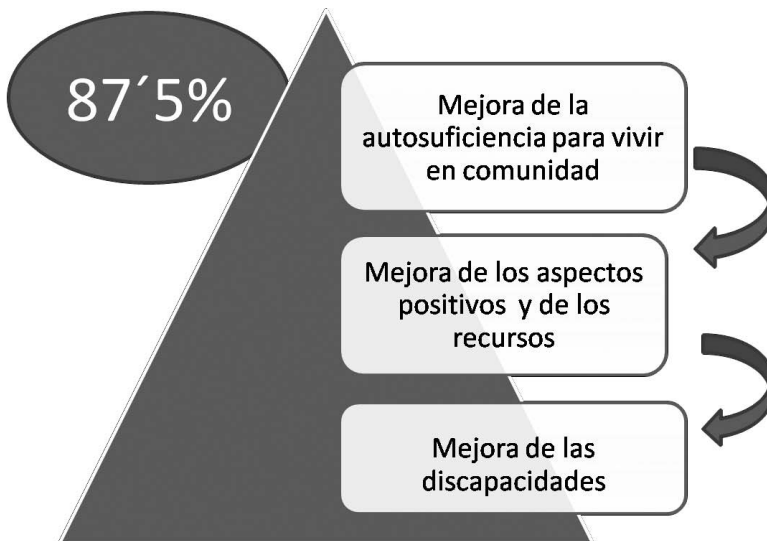 87´5%
Mejora de la
autosuficiencia para vivir
en comunidad
Mejora de los aspectos
positivos y de los
recursos
Mejora de las
discapacidades